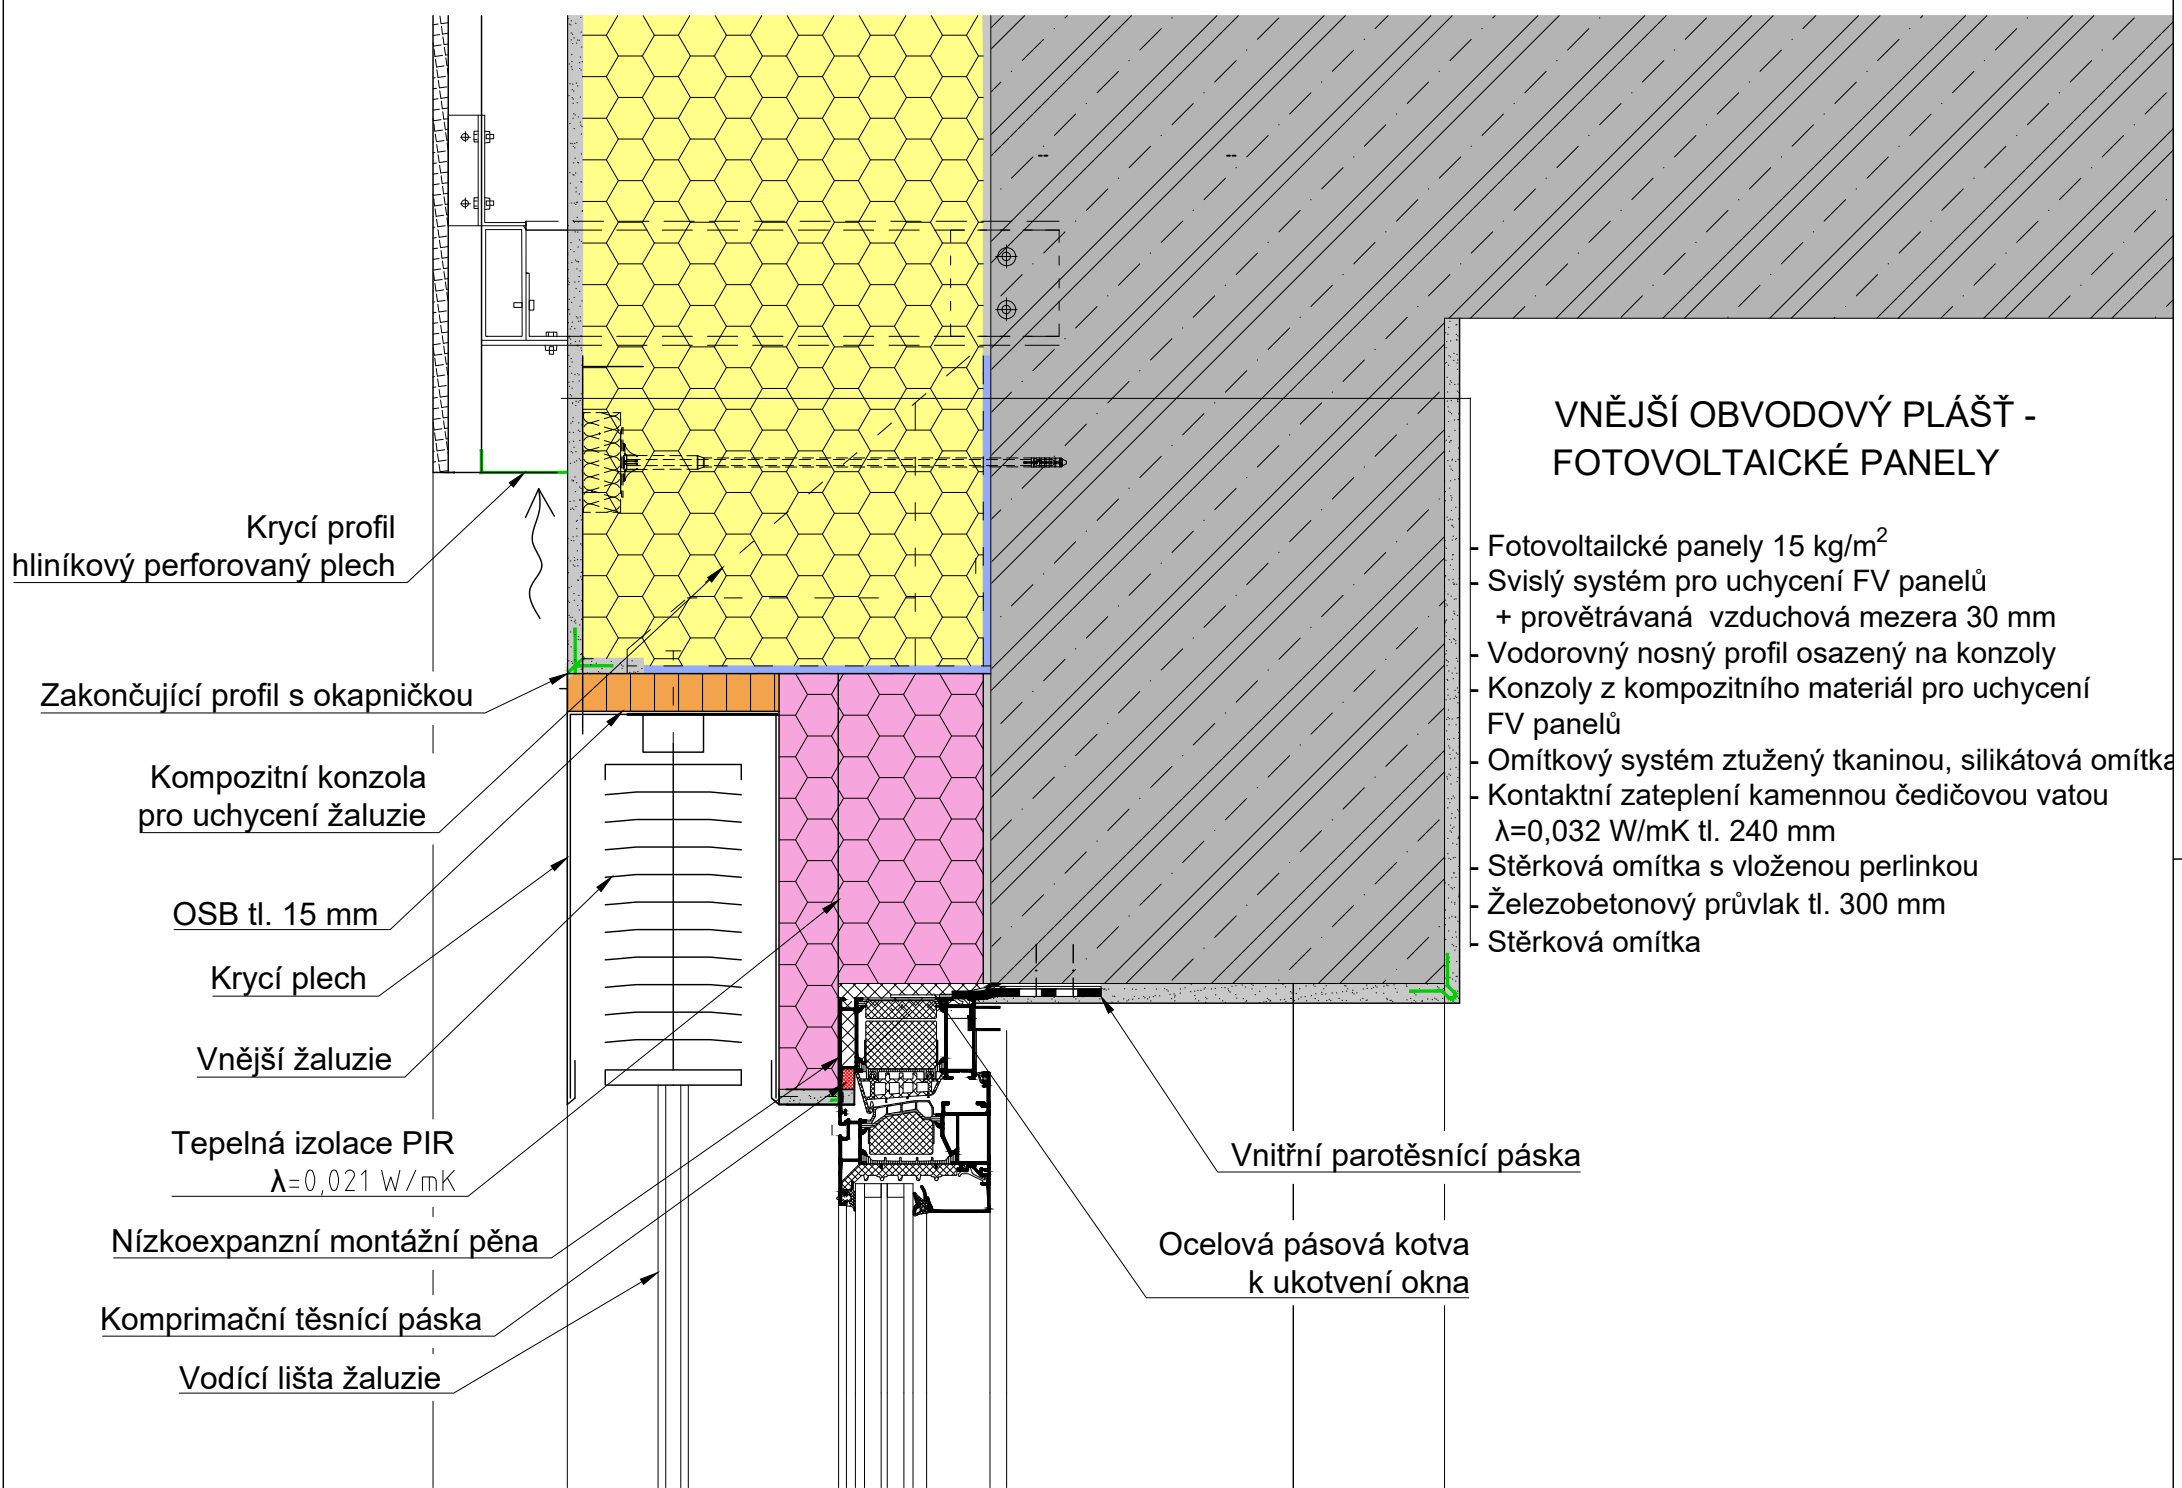 VNĚJŠÍ OBVODOVÝ PLÁŠŤ -
FOTOVOLTAICKÉ PANELY
- Fotovoltailcké panely 15 kg/m²
- Svislý systém pro uchycení FV panelů
+ provětrávaná vzduchová mezera 30 mm
- Vodorovný nosný profil osazený na konzoly
- Konzoly z kompozitního materiál pro uchycení
FV panelů
- Omítkový systém ztužený tkaninou, silikátová omítka
- Kontaktní zateplení kamennou čedičovou vatou
λ=0,032 W/mK tl. 240 mm
- Stěrková omítka s vloženou perlinkou
- Železobetonový průvlak tl. 300 mm
- Stěrková omítka
Krycí profil
hliníkový perforovaný plech
Zakončující profil s okapničkou
Kompozitní konzola
pro uchycení žaluzie
OSB tl. 15 mm
Krycí plech
Vnější žaluzie
Tepelná izolace PIR
λ=0,021 W/mK
Nízkoexpanzní montážní pěna
Komprimační těsnící páska
Vodící lišta žaluzie
Vnitřní parotěsnící páska
Ocelová pásová kotva
k ukotvení okna